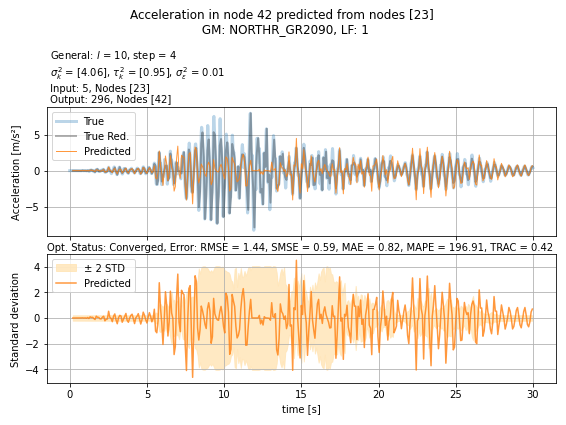 Acceleration in node 42 predicted from nodes [23]
GM: NORTHR_GR2090, LF: 1
General: l = 10, step = 4
σ²ₖ = [4.06], τ²ₖ = [0.95], σ²ε = 0.01
Input: 5, Nodes [23]
Output: 296, Nodes [42]
True
True Red.
Predicted
Acceleration [m/s²]
5
0
−5
Opt. Status: Converged, Error: RMSE = 1.44, SMSE = 0.59, MAE = 0.82, MAPE = 196.91, TRAC = 0.42
± 2 STD
Predicted
Standard deviation
4
2
0
−2
−4
0 5 10 15 20 25 30
time [s]